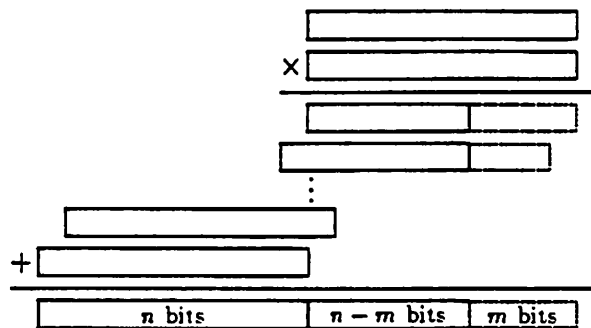 ×
⋮
+
n bits n − m bits m bits